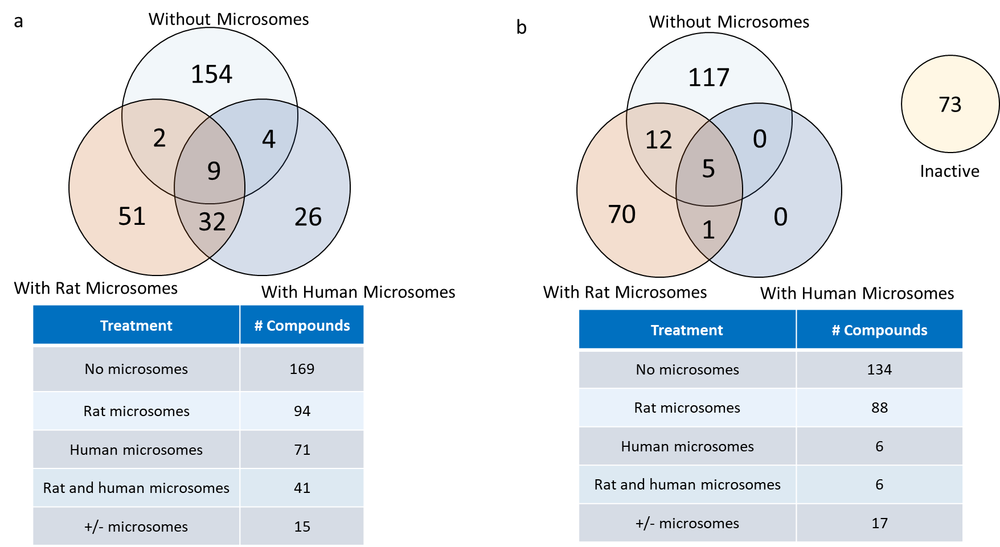 a
Without Microsomes
154
2
4
9
51
32
26
With Rat Microsomes
With Human Microsomes
Treatment # Compounds
No microsomes 169
Rat microsomes 94
Human microsomes 71
Rat and human microsomes 41
+/- microsomes 15
b
Without Microsomes
117
12
0
5
70
1
0
With Rat Microsomes
With Human Microsomes
73
Inactive
Treatment # Compounds
No microsomes 134
Rat microsomes 88
Human microsomes 6
Rat and human microsomes 6
+/- microsomes 17